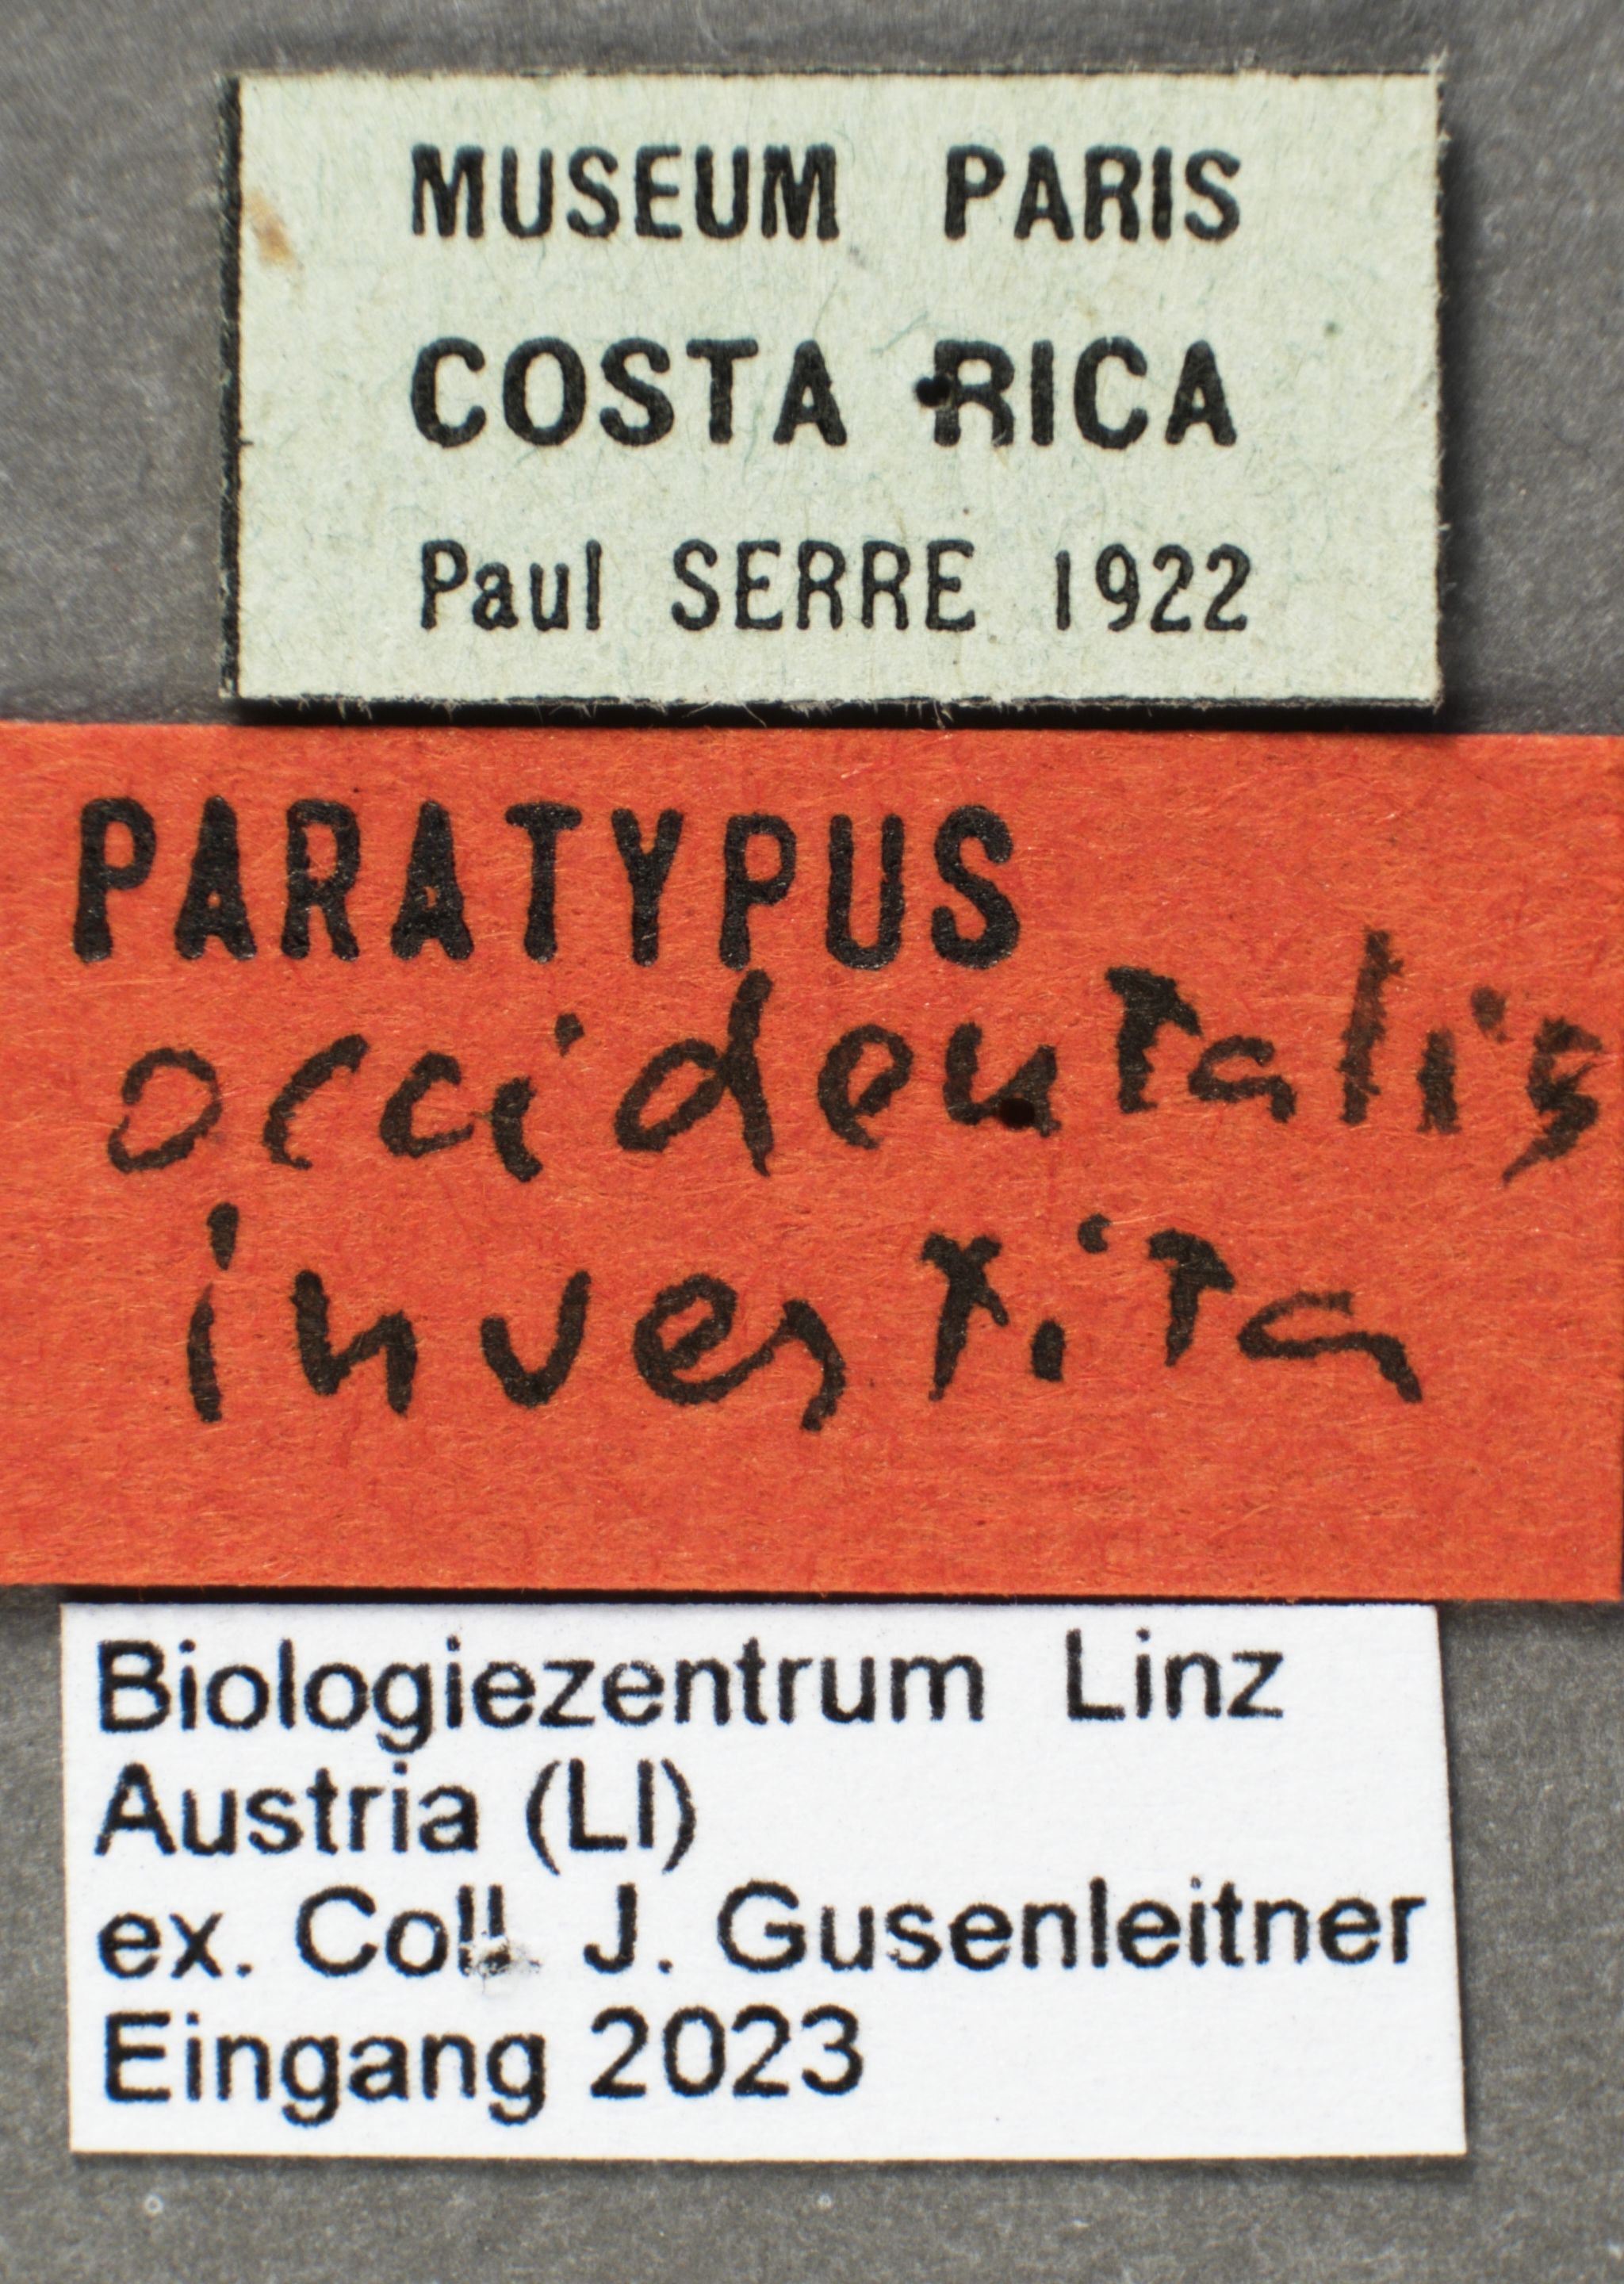 MUSEUM PARIS
COSTA RICA
Paul SERRE 1922
PARATYPUS
occidentalis
investita
Biologiezentrum Linz
Austria (LI)
ex. Coll. J. Gusenleitner
Eingang 2023